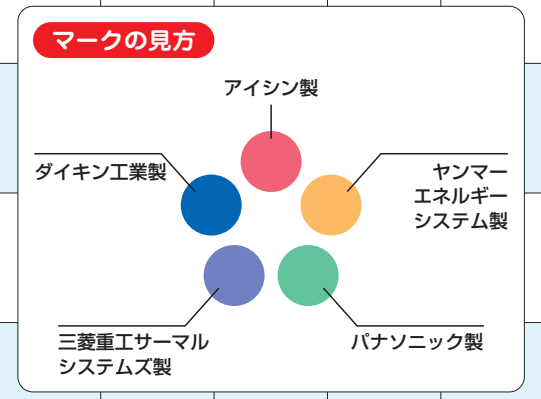 マークの見方
アイシン製
ダイキン工業製
ヤンマー
エネルギー
システム製
三菱重工サーマル
システムズ製
パナソニック製